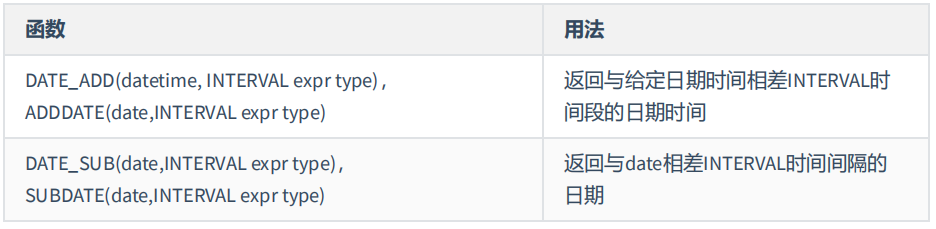 函数
用法
DATE_ADD(datetime, INTERVAL expr type),
ADDDATE(date,INTERVAL expr type)
返回与给定日期时间相差INTERVAL时
间段的日期时间
DATE_SUB(date,INTERVAL expr type),
SUBDATE(date,INTERVAL expr type)
返回与date相差INTERVAL时间间隔的
日期